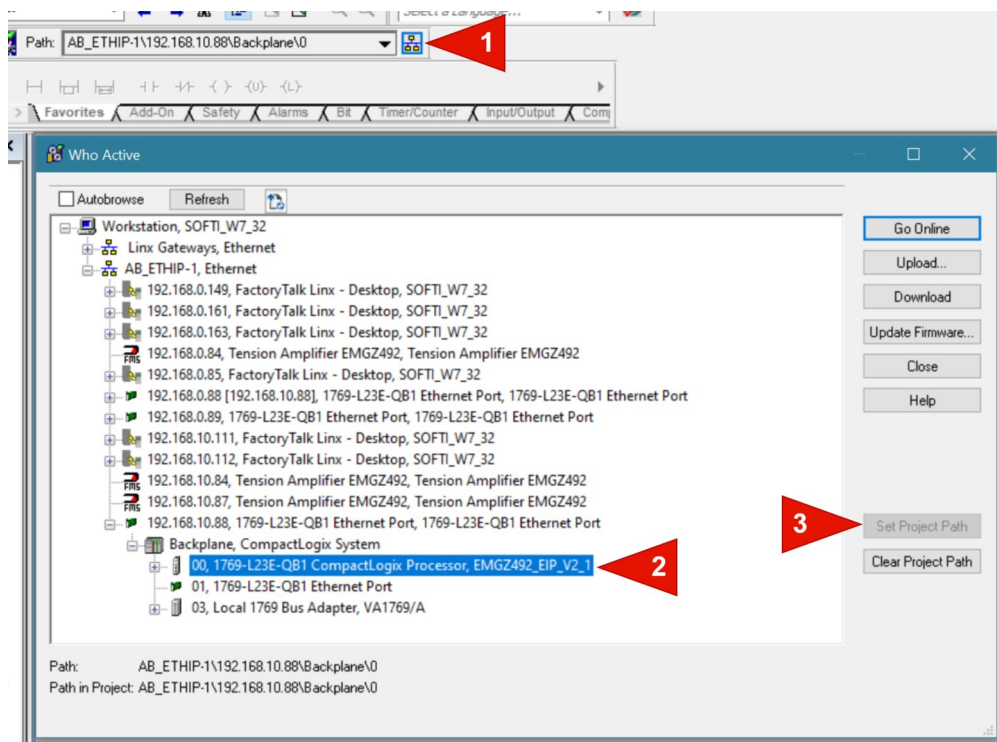 Select a Language...
Path: AB_ETHIP-1\192.168.10.88\Backplane\0
1
Favorites Add-On Safety Alarms Bit Timer/Counter Input/Output
Who Active
Autobrowse Refresh
Workstation, SOFTI_W7_32
Linx Gateways, Ethernet
AB_ETHIP-1, Ethernet
192.168.0.149, FactoryTalk Linx - Desktop, SOFTI_W7_32
192.168.0.161, FactoryTalk Linx - Desktop, SOFTI_W7_32
192.168.0.163, FactoryTalk Linx - Desktop, SOFTI_W7_32
FMS 192.168.0.84, Tension Amplifier EMGZ492, Tension Amplifier EMGZ492
192.168.0.85, FactoryTalk Linx - Desktop, SOFTI_W7_32
192.168.0.88 [192.168.10.88], 1769-L23E-QB1 Ethernet Port, 1769-L23E-QB1 Ethernet Port
192.168.0.89, 1769-L23E-QB1 Ethernet Port, 1769-L23E-QB1 Ethernet Port
192.168.10.111, FactoryTalk Linx - Desktop, SOFTI_W7_32
192.168.10.112, FactoryTalk Linx - Desktop, SOFTI_W7_32
FMS 192.168.10.84, Tension Amplifier EMGZ492, Tension Amplifier EMGZ492
FMS 192.168.10.87, Tension Amplifier EMGZ492, Tension Amplifier EMGZ492
192.168.10.88, 1769-L23E-QB1 Ethernet Port, 1769-L23E-QB1 Ethernet Port
Backplane, CompactLogix System
00, 1769-L23E-QB1 CompactLogix Processor, EMGZ492_EIP_V2_1
2
01, 1769-L23E-QB1 Ethernet Port
03, Local 1769 Bus Adapter, VA1769/A
Go Online
Upload...
Download
Update Firmware...
Close
Help
3
Set Project Path
Clear Project Path
Path: AB_ETHIP-1\192.168.10.88\Backplane\0
Path in Project: AB_ETHIP-1\192.168.10.88\Backplane\0